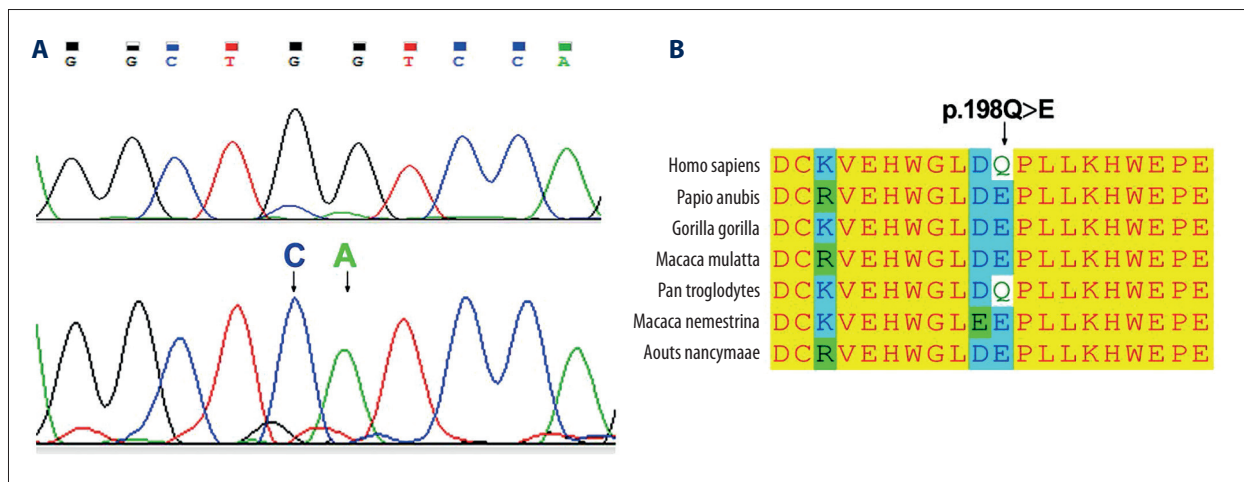 A
G G C T G G T C C A
C A
B
p.198Q>E
Homo sapiens DCKVEHWGLDQPLLKHWEPE
Papio anubis DCRVEHWGLDEPLLKHWEPE
Gorilla gorilla DCKVEHWGLDEPLLKHWEPE
Macaca mulatta DCRVEHWGLDEPLLKHWEPE
Pan troglodytes DCKVEHWGLDQPLLKHWEPE
Macaca nemestrina DCKVEHWGLEEPLLKHWEPE
Aouts nancymaae DCRVEHWGLDEPLLKHWEPE